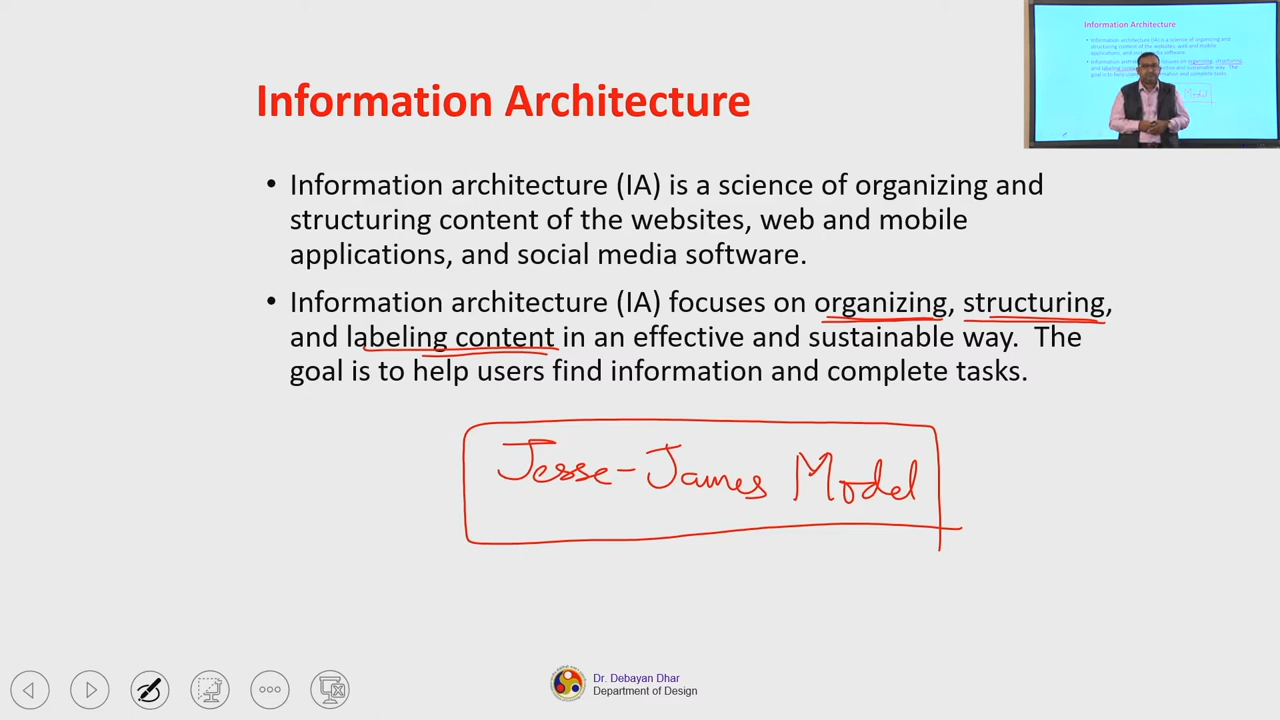 Information Architecture
• Information architecture (IA) is a science of organizing and
structuring content of the websites, web and mobile
applications, and social media software.
• Information architecture (IA) focuses on organizing, structuring,
and labeling content in an effective and sustainable way. The
goal is to help users find information and complete tasks.
Jesse-James Model
Dr. Debayan Dhar
Department of Design
Information Architecture